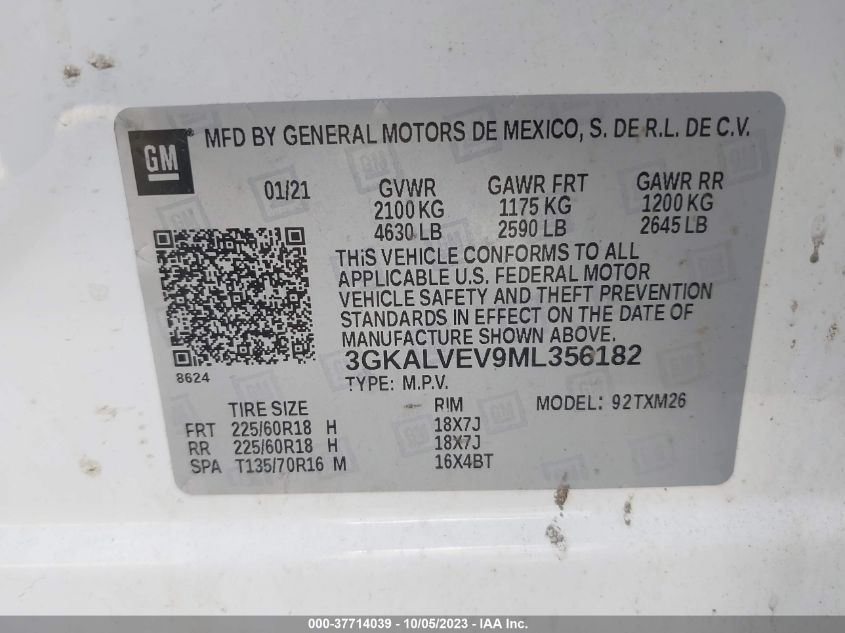 GM ® MFD BY GENERAL MOTORS DE MEXICO, S. DE R.L. DE C.V.
01/21 GVWR GAWR FRT GAWR RR
2100 KG 1175 KG 1200 KG
4630 LB 2590 LB 2645 LB
THIS VEHICLE CONFORMS TO ALL
APPLICABLE U.S. FEDERAL MOTOR
VEHICLE SAFETY AND THEFT PREVENTION
STANDARDS IN EFFECT ON THE DATE OF
MANUFACTURE SHOWN ABOVE.
3GKALVEV9ML356182
8624 TYPE: M.P.V.
TIRE SIZE RIM MODEL: 92TXM26
FRT 225/60R18 H 18X7J
RR 225/60R18 H 18X7J
SPA T135/70R16 M 16X4BT
000-37714039 - 10/05/2023 - IAA Inc.